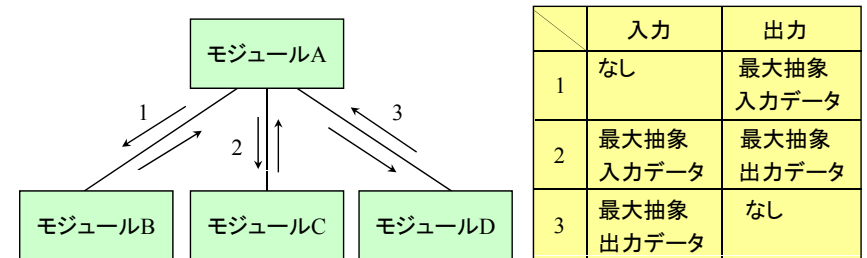 モジュールA
1
2
3
モジュールB
モジュールC
モジュールD
入力
出力
1
なし
最大抽象
入力データ
2
最大抽象
入力データ
最大抽象
出力データ
3
最大抽象
出力データ
なし